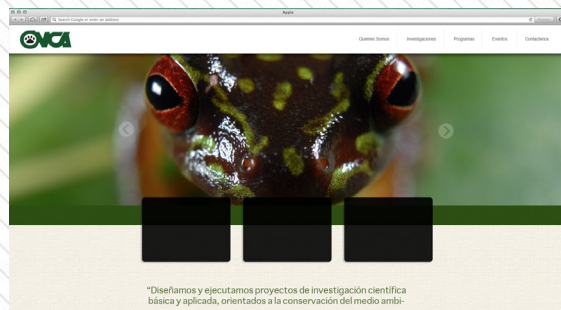 Apple
Search Google or enter an address
OVCA
Quienes Somos
Investigaciones
Programas
Eventos
Contactenos
“Diseñamos y ejecutamos proyectos de investigación científica
básica y aplicada, orientados a la conservación del medio ambi-